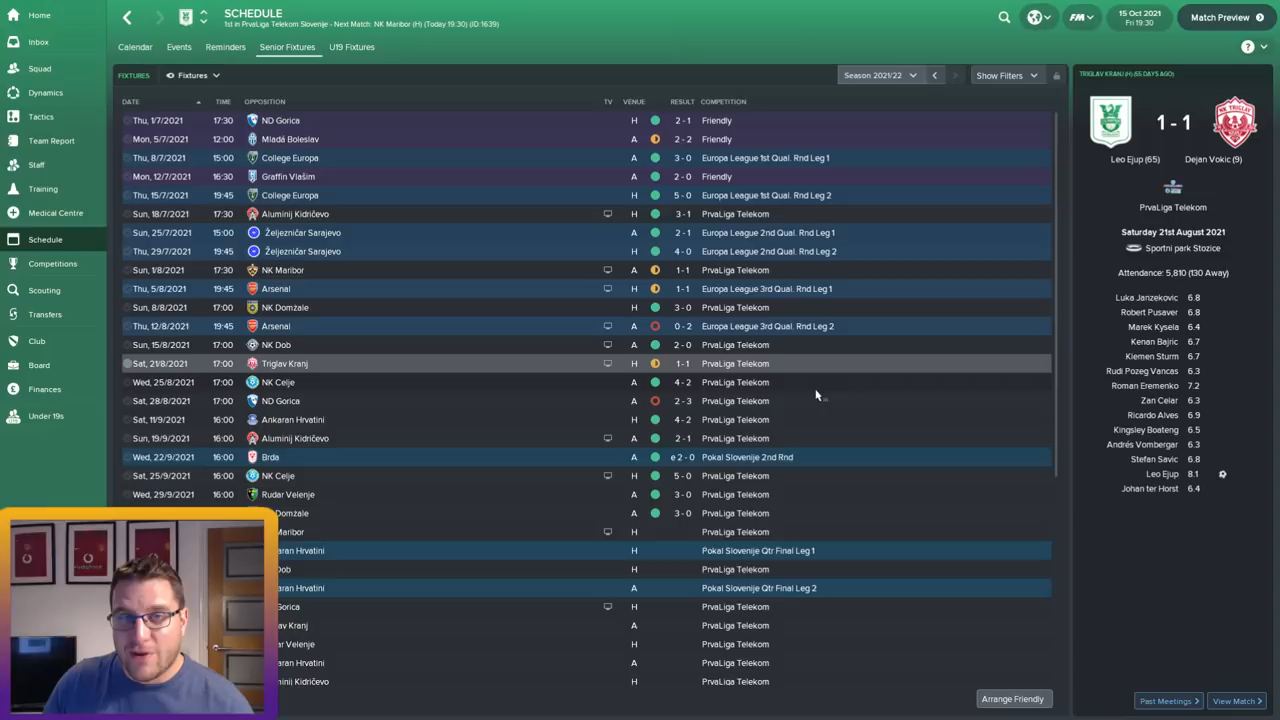 Home
SCHEDULE
1st in PrvaLiga Telekom Slovenije - Next Match: NK Maribor (H) (Today 19:30) (ID:1639)
FM
15 Oct 2021
Fri 19:30
Match Preview
Inbox
Squad
Dynamics
Tactics
Team Report
Staff
Training
Medical Centre
Schedule
Competitions
Scouting
Transfers
Club
Board
Finances
Under 19s
Calendar
Events
Reminders
Senior Fixtures
U19 Fixtures
?
FIXTURES
Fixtures
Season 2021/22
Show Filters
DATE TIME OPPOSITION TV VENUE RESULT COMPETITION
Thu, 1/7/2021 17:30 ND Gorica H 2 - 1 Friendly
Mon, 5/7/2021 12:00 Mladá Boleslav A 2 - 2 Friendly
Thu, 8/7/2021 15:00 College Europa A 3 - 0 Europa League 1st Qual. Rnd Leg 1
Mon, 12/7/2021 16:30 Graffin Vlašim A 2 - 0 Friendly
Thu, 15/7/2021 19:45 College Europa H 5 - 0 Europa League 1st Qual. Rnd Leg 2
Sun, 18/7/2021 17:30 Aluminij Kidričevo H 3 - 1 PrvaLiga Telekom
Sun, 25/7/2021 15:00 Željezničar Sarajevo A 2 - 1 Europa League 2nd Qual. Rnd Leg 1
Thu, 29/7/2021 19:45 Željezničar Sarajevo H 4 - 0 Europa League 2nd Qual. Rnd Leg 2
Sun, 1/8/2021 17:30 NK Maribor A 1 - 1 PrvaLiga Telekom
Thu, 5/8/2021 19:45 Arsenal H 1 - 1 Europa League 3rd Qual. Rnd Leg 1
Sun, 8/8/2021 17:00 NK Domžale H 3 - 0 PrvaLiga Telekom
Thu, 12/8/2021 19:45 Arsenal A 0 - 2 Europa League 3rd Qual. Rnd Leg 2
Sun, 15/8/2021 17:00 NK Dob A 2 - 0 PrvaLiga Telekom
Sat, 21/8/2021 17:00 Triglav Kranj H 1 - 1 PrvaLiga Telekom
Wed, 25/8/2021 17:00 NK Celje A 4 - 2 PrvaLiga Telekom
Sat, 28/8/2021 17:00 ND Gorica A 2 - 3 PrvaLiga Telekom
Sat, 11/9/2021 16:00 Ankaran Hrvatini H 4 - 2 PrvaLiga Telekom
Sun, 19/9/2021 16:00 Aluminij Kidričevo A 2 - 1 PrvaLiga Telekom
Wed, 22/9/2021 16:00 Brda A e 2 - 0 Pokal Slovenije 2nd Rnd
Sat, 25/9/2021 16:00 NK Celje H 5 - 0 PrvaLiga Telekom
Wed, 29/9/2021 16:00 Rudar Velenje A 3 - 0 PrvaLiga Telekom
Domžale A 3 - 0 PrvaLiga Telekom
Maribor H PrvaLiga Telekom
aran Hrvatini H Pokal Slovenije Qtr Final Leg 1
Dob H PrvaLiga Telekom
aran Hrvatini A Pokal Slovenije Qtr Final Leg 2
Gorica H PrvaLiga Telekom
av Kranj A PrvaLiga Telekom
ar Velenje H PrvaLiga Telekom
aran Hrvatini A PrvaLiga Telekom
minij Kidričevo H PrvaLiga Telekom
Arrange Friendly
TRIGLAV KRANJ (H) (55 DAYS AGO)
1 - 1
NK TRIGLAV
Leo Ejup (65) Dejan Vokic (9)
PrvaLiga Telekom
Saturday 21st August 2021
Sportni park Stozice
Attendance: 5,810 (130 Away)
Luka Janzekovic 6.8
Robert Pusaver 6.8
Marek Kysela 6.4
Kenan Bajric 6.7
Klemen Sturm 6.7
Rudi Pozeg Vancas 6.3
Roman Eremenko 7.2
Zan Celar 6.3
Ricardo Alves 6.9
Kingsley Boateng 6.5
Andrés Vombergar 6.3
Stefan Savic 6.8
Leo Ejup 8.1
Johan ter Horst 6.4
Past Meetings
View Match